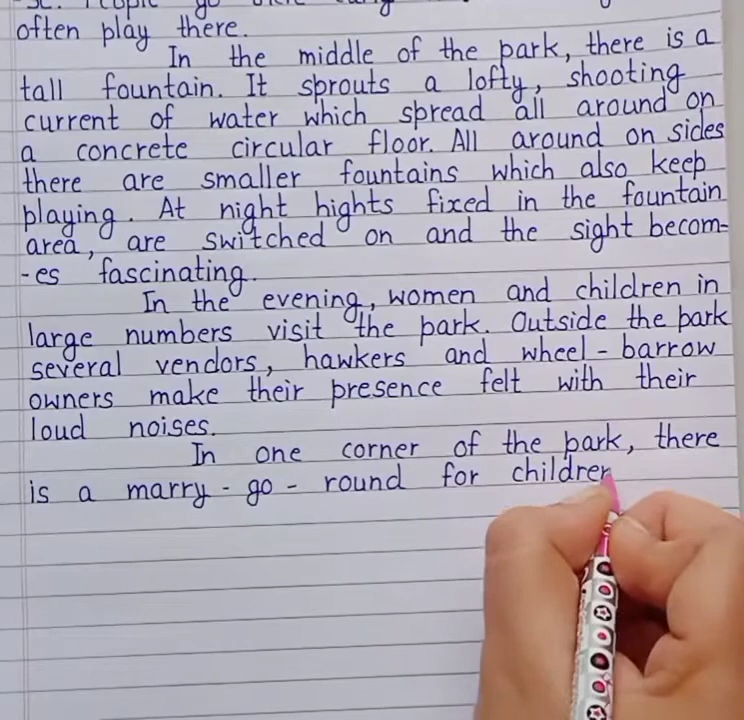 often play there.
In the middle of the park, there is a
tall fountain. It sprouts a lofty, shooting
current of water which spread all around on
a concrete circular floor. All around on sides
there are smaller fountains which also keep
playing. At night hights fixed in the fountain
area, are switched on and the sight becom=
-es fascinating.
In the evening, women and children in
large numbers visit the park. Outside the park
several vendors, hawkers and wheel-barrow
owners make their presence felt with their
loud noises.
In one corner of the park, there
is a marry-go-round for children